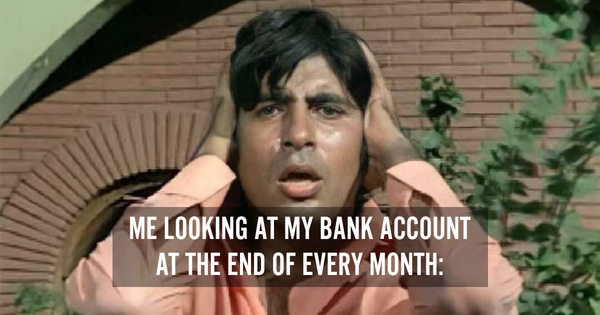 ME LOOKING AT MY BANK ACCOUNT
AT THE END OF EVERY MONTH: